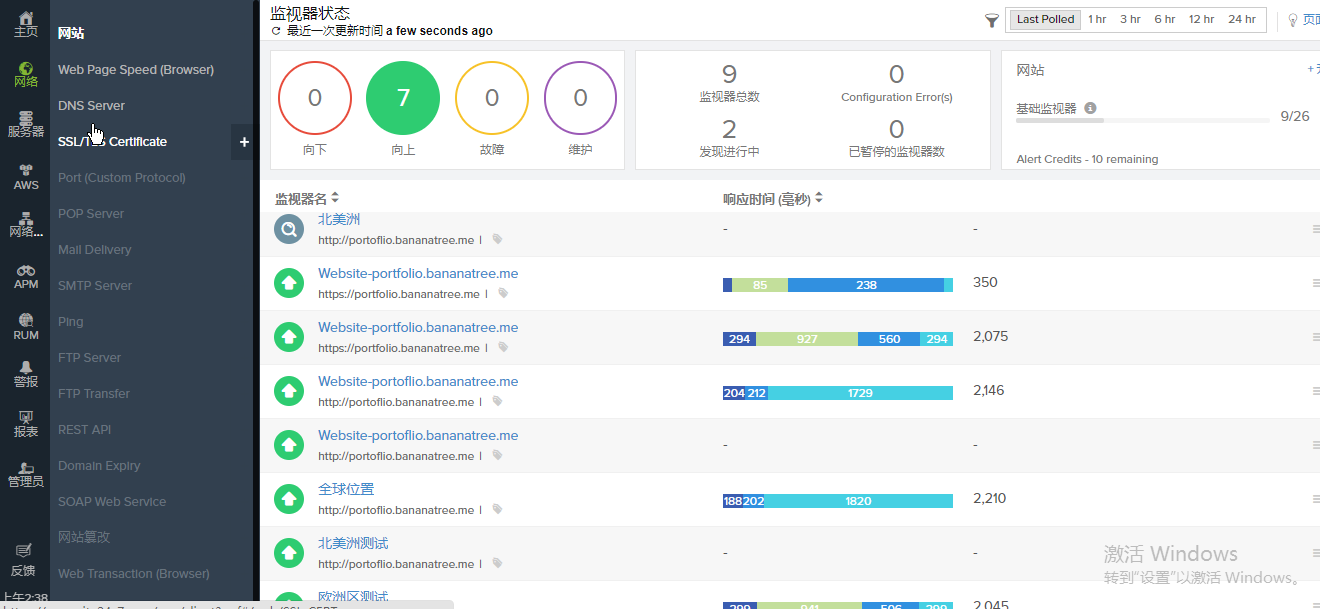 主页
网络
服务器
AWS
网络...
APM
RUM
警报
报表
管理员
反馈
上午2:38
网站
Web Page Speed (Browser)
DNS Server
SSL/TLS Certificate
+
Port (Custom Protocol)
POP Server
Mail Delivery
SMTP Server
Ping
FTP Server
FTP Transfer
REST API
Domain Expiry
SOAP Web Service
网站篡改
Web Transaction (Browser)
监视器状态
最近一次更新时间 a few seconds ago
Last Polled 1 hr 3 hr 6 hr 12 hr 24 hr
页面
0 7 0 0
向下 向上 故障 维护
9 0
监视器总数 Configuration Error(s)
2 0
发现进行中 已暂停的监视器数
网站
基础监视器
9/26
Alert Credits - 10 remaining
监视器名 响应时间 (毫秒)
北美洲
http://portoflio.bananatree.me | - -
Website-portfolio.bananatree.me
https://portfolio.bananatree.me | 85 238 350
Website-portfolio.bananatree.me
https://portfolio.bananatree.me | 294 927 560 294 2,075
Website-portoflio.bananatree.me
http://portoflio.bananatree.me | 204 212 1729 2,146
Website-portoflio.bananatree.me
http://portoflio.bananatree.me | - -
全球位置
http://portoflio.bananatree.me | 188 202 1820 2,210
北美洲测试
http://portoflio.bananatree.me | - -
欧洲区测试
299 941 506 299 2,045
激活 Windows
转到"设置"以激活 Windows。